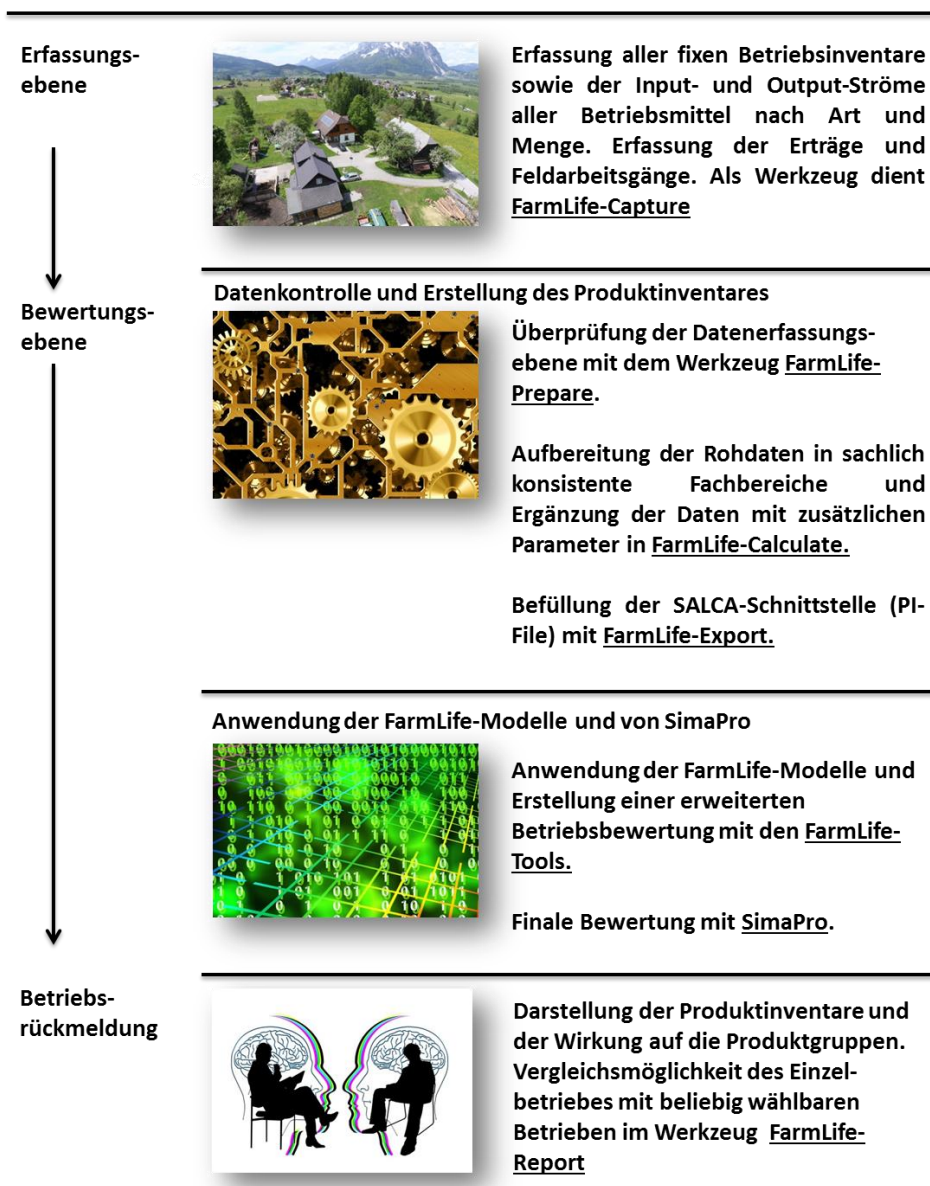 Erfassungs-
ebene
Erfassung aller fixen Betriebsinventare
sowie der Input- und Output-Ströme
aller Betriebsmittel nach Art und
Menge. Erfassung der Erträge und
Feldarbeitsgänge. Als Werkzeug dient
FarmLife-Capture
Bewertungs-
ebene
Datenkontrolle und Erstellung des Produktinventares
Überprüfung der Datenerfassungs-
ebene mit dem Werkzeug FarmLife-
Prepare.
Aufbereitung der Rohdaten in sachlich
konsistente Fachbereiche und
Ergänzung der Daten mit zusätzlichen
Parameter in FarmLife-Calculate.
Befüllung der SALCA-Schnittstelle (PI-
File) mit FarmLife-Export.
Anwendung der FarmLife-Modelle und von SimaPro
Anwendung der FarmLife-Modelle und
Erstellung einer erweiterten
Betriebsbewertung mit den FarmLife-
Tools.
Finale Bewertung mit SimaPro.
Betriebs-
rückmeldung
Darstellung der Produktinventare und
der Wirkung auf die Produktgruppen.
Vergleichsmöglichkeit des Einzel-
betriebes mit beliebig wählbaren
Betrieben im Werkzeug FarmLife-
Report